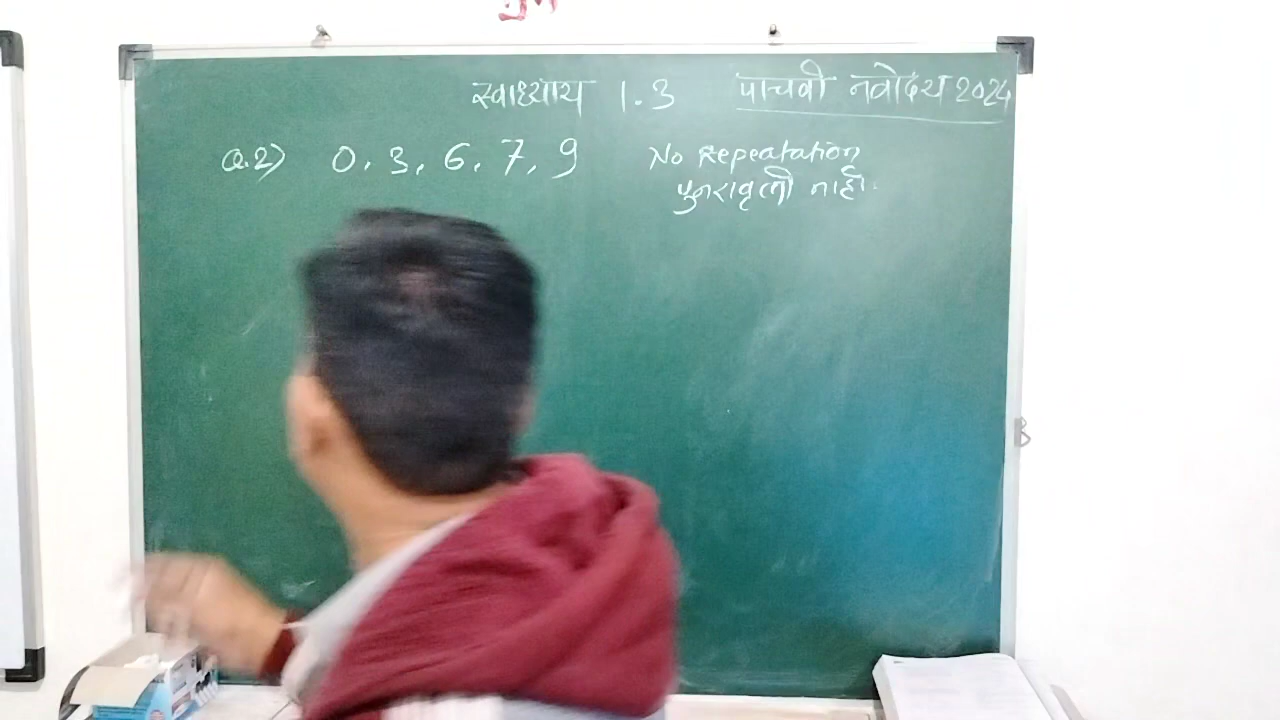 स्वाध्याय 1.3 पाचवी नवोदय 2024
Q.2) 0, 3, 6, 7, 9 No Repeatation
पुनरावृत्ती नाही.